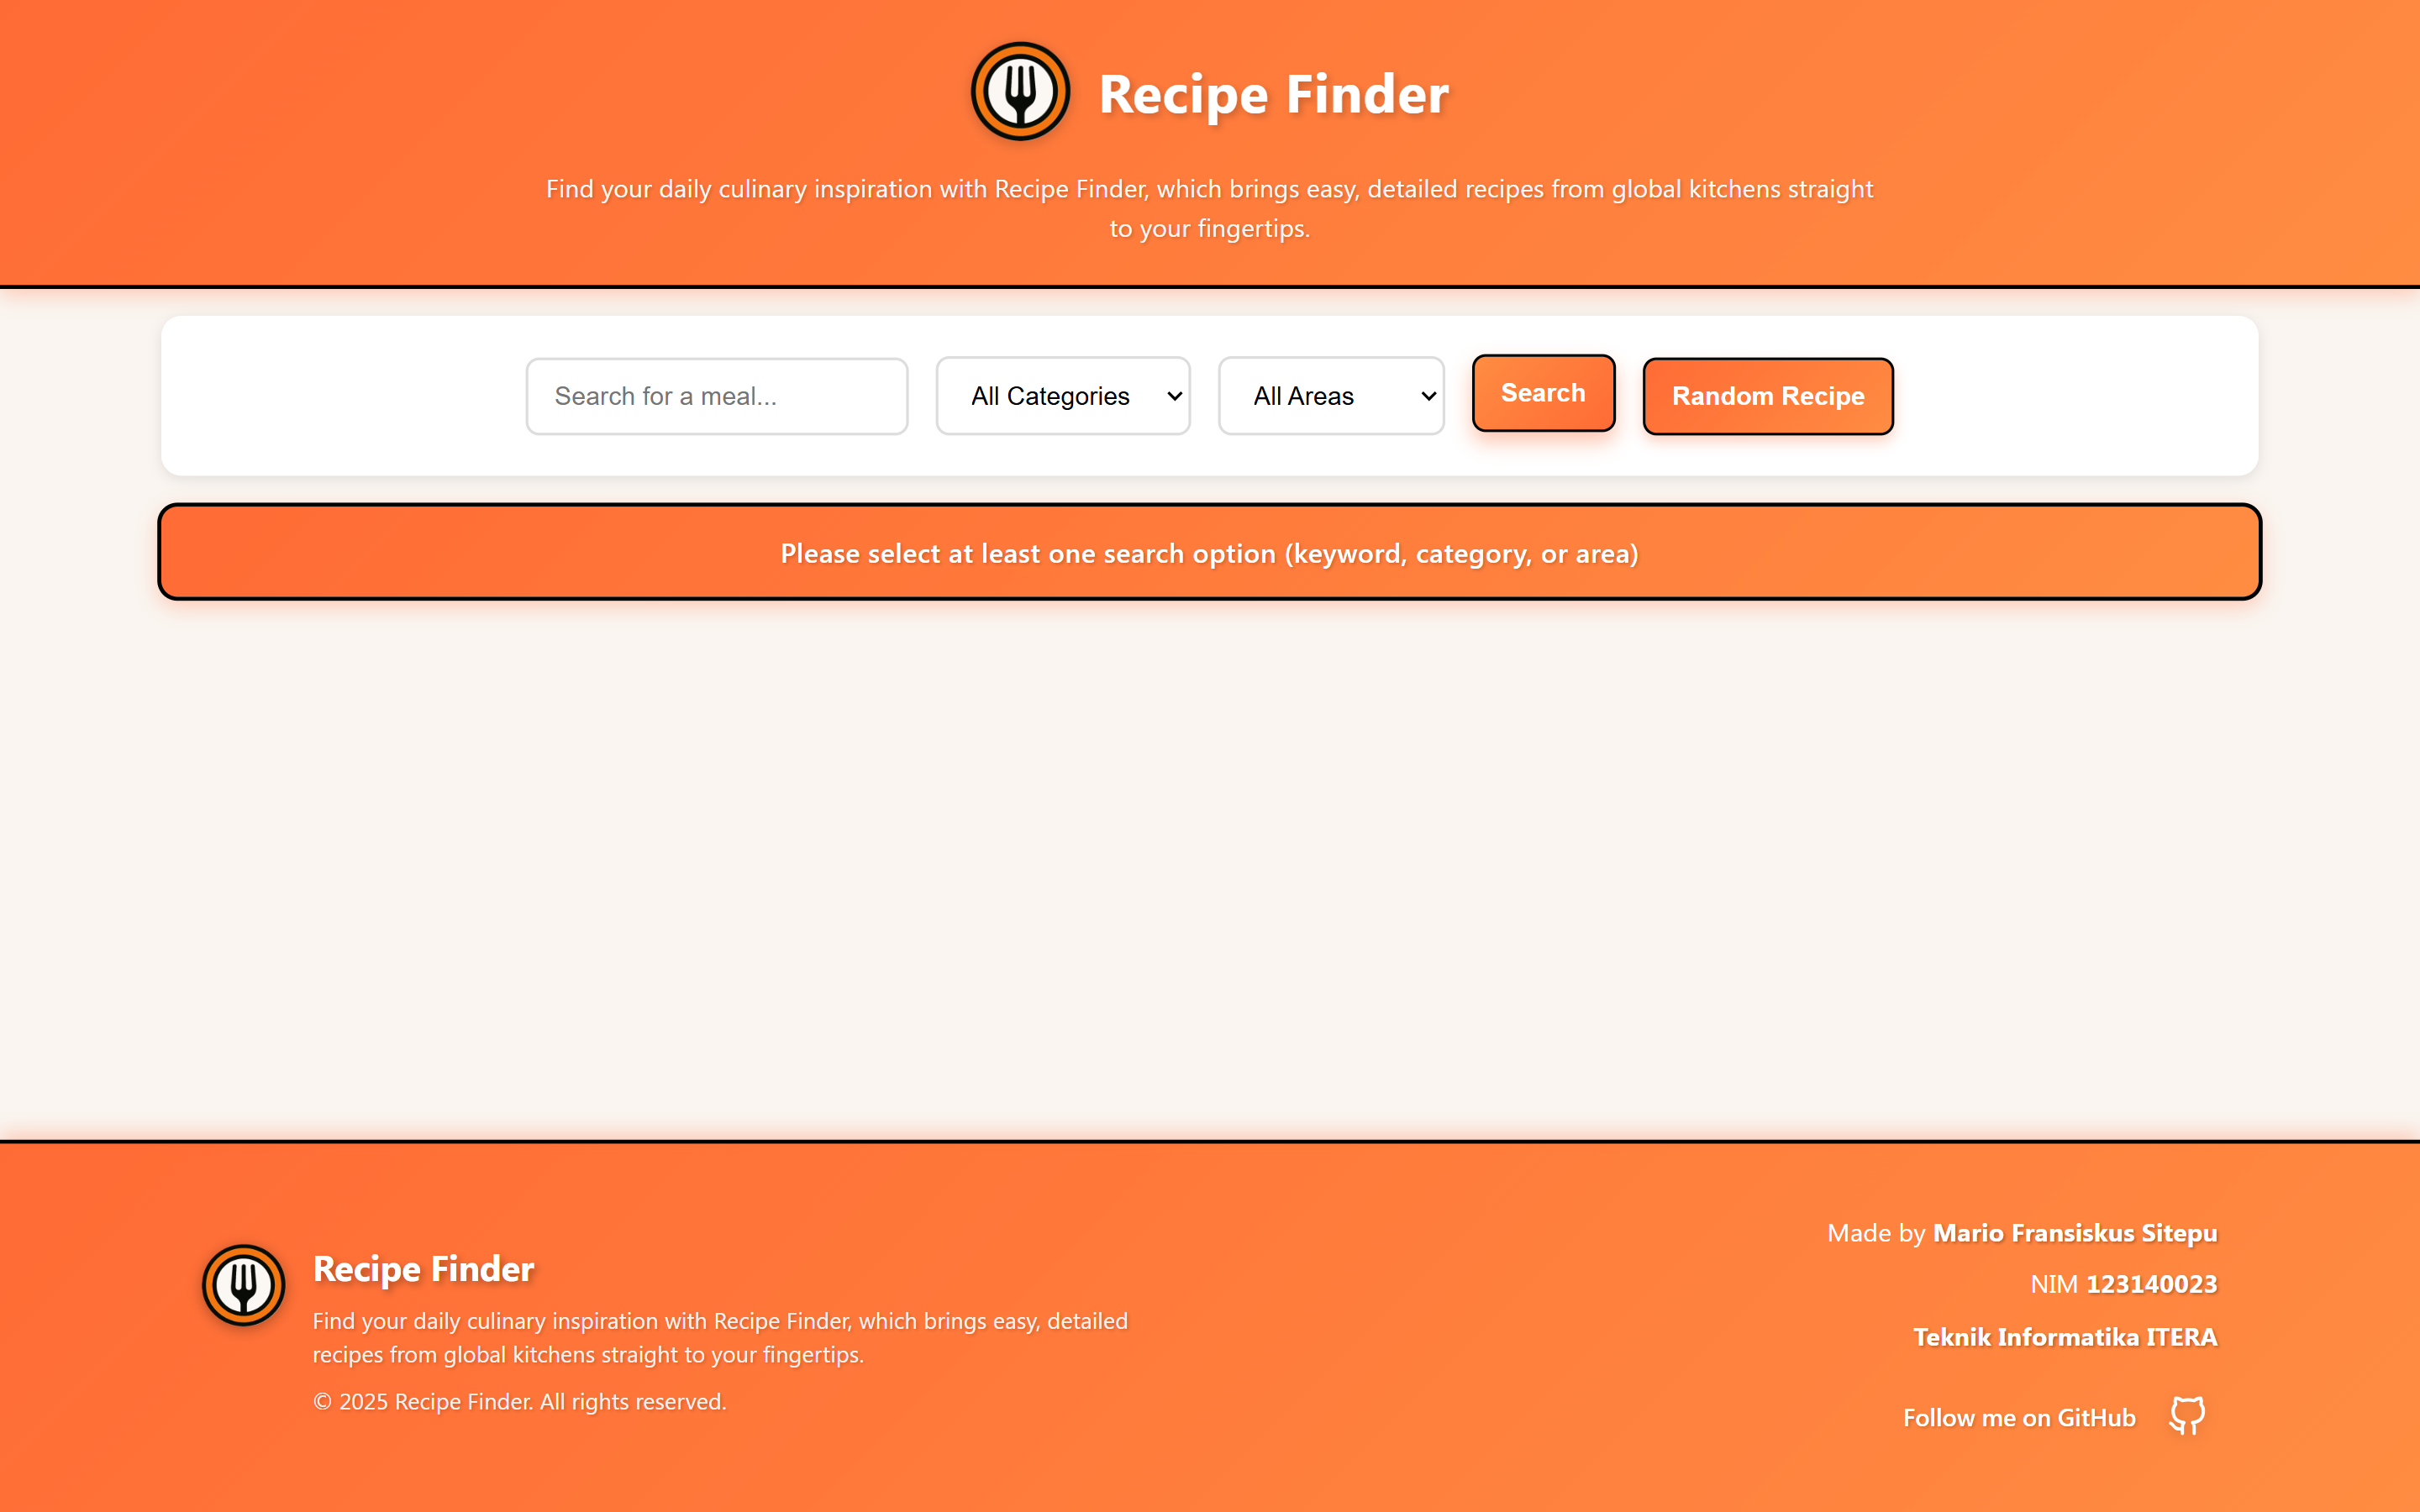 Recipe Finder
Find your daily culinary inspiration with Recipe Finder, which brings easy, detailed recipes from global kitchens straight
to your fingertips.
Search for a meal...
All Categories
All Areas
Search
Random Recipe
Please select at least one search option (keyword, category, or area)
Recipe Finder
Find your daily culinary inspiration with Recipe Finder, which brings easy, detailed
recipes from global kitchens straight to your fingertips.
© 2025 Recipe Finder. All rights reserved.
Made by Mario Fransiskus Sitepu
NIM 123140023
Teknik Informatika ITERA
Follow me on GitHub